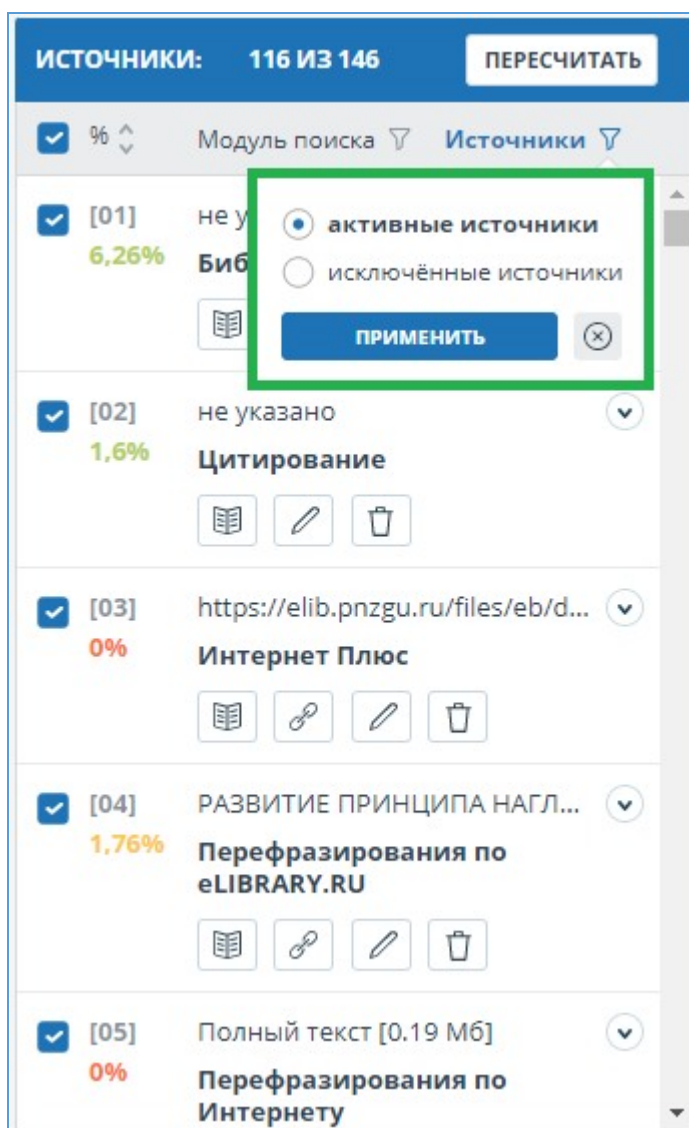 ИСТОЧНИКИ: 116 ИЗ 146 ПЕРЕСЧИТАТЬ
% Модуль поиска Источники
[01] не у
6,26% Биб
активные источники
исключённые источники
ПРИМЕНИТЬ
[02] не указано
1,6% Цитирование
[03] https://elib.pnzgu.ru/files/eb/d...
0% Интернет Плюс
[04] РАЗВИТИЕ ПРИНЦИПА НАГЛ...
1,76% Перефразирования по
eLIBRARY.RU
[05] Полный текст [0.19 Мб]
0% Перефразирования по
Интернету